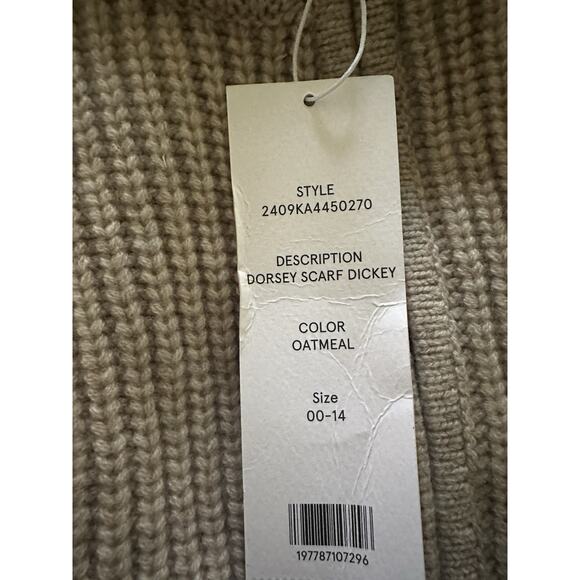 STYLE
2409KA4450270
DESCRIPTION
DORSEY SCARF DICKEY
COLOR
OATMEAL
Size
00-14
197787107296